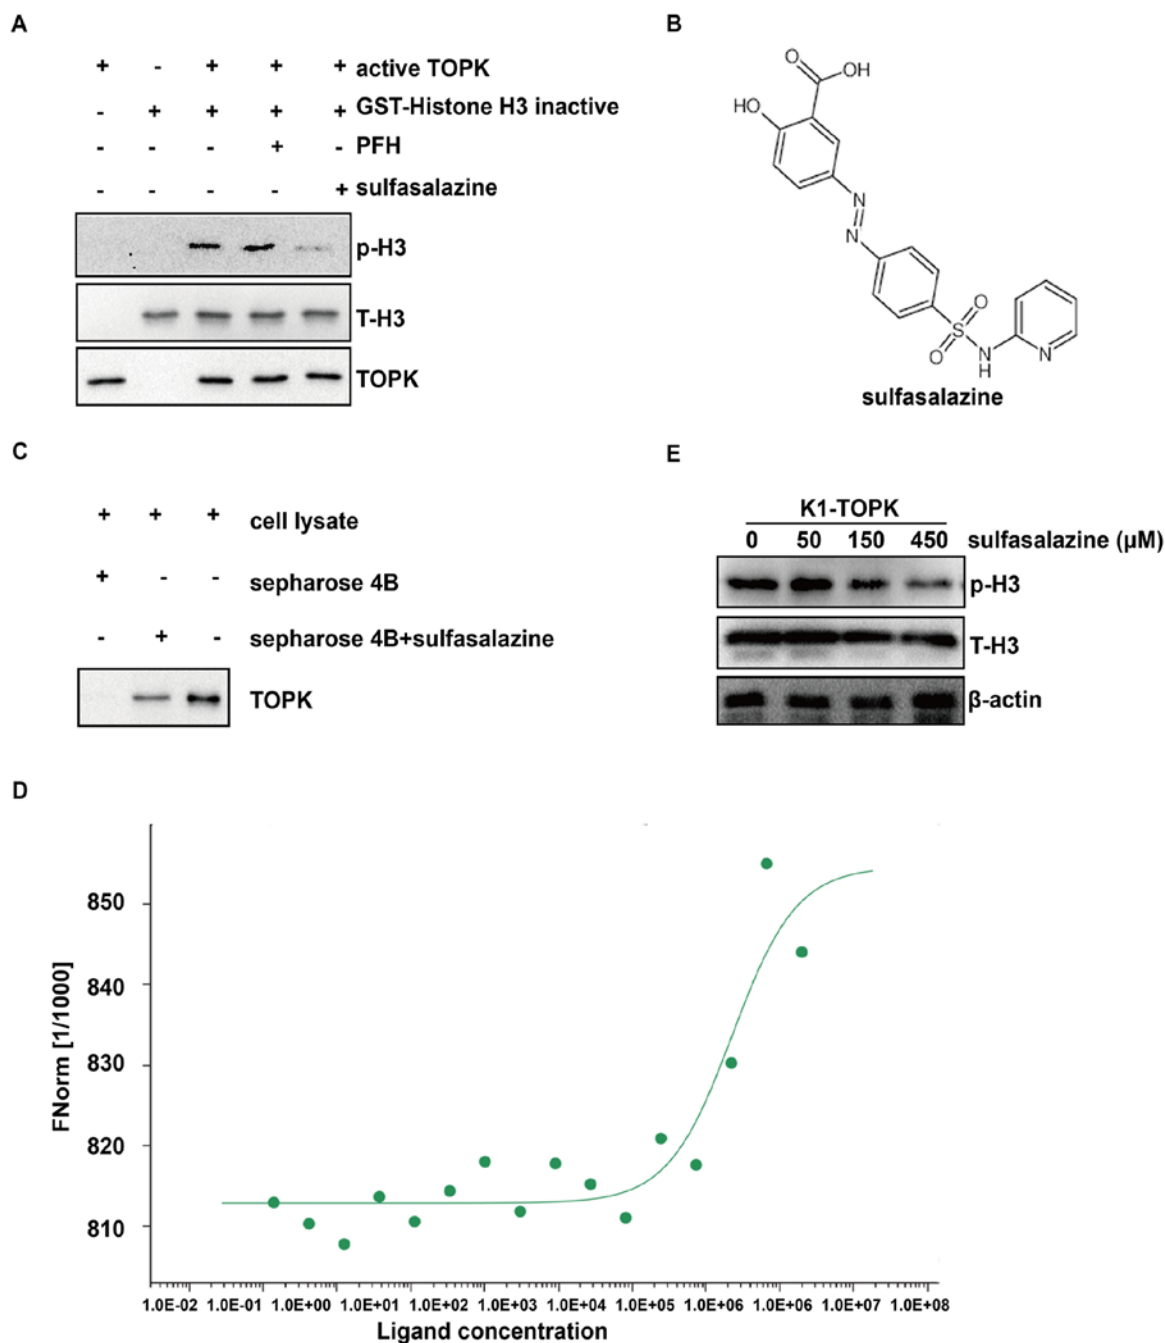 A
+ - + + + active TOPK
- + + + + GST-Histone H3 inactive
- - - + - PFH
- - - - + sulfasalazine
p-H3
T-H3
TOPK
B
O
OH
HO
N
N
O
S
O
N
H
N
sulfasalazine
C
+ + + cell lysate
+ - - sepharose 4B
- + - sepharose 4B+sulfasalazine
TOPK
E
K1-TOPK
0 50 150 450 sulfasalazine (μM)
p-H3
T-H3
β-actin
D
850
840
830
820
810
FNorm [1/1000]
1.0E-02 1.0E-01 1.0E+00 1.0E+01 1.0E+02 1.0E+03 1.0E+04 1.0E+05 1.0E+06 1.0E+06 1.0E+07 1.0E+08
Ligand concentration